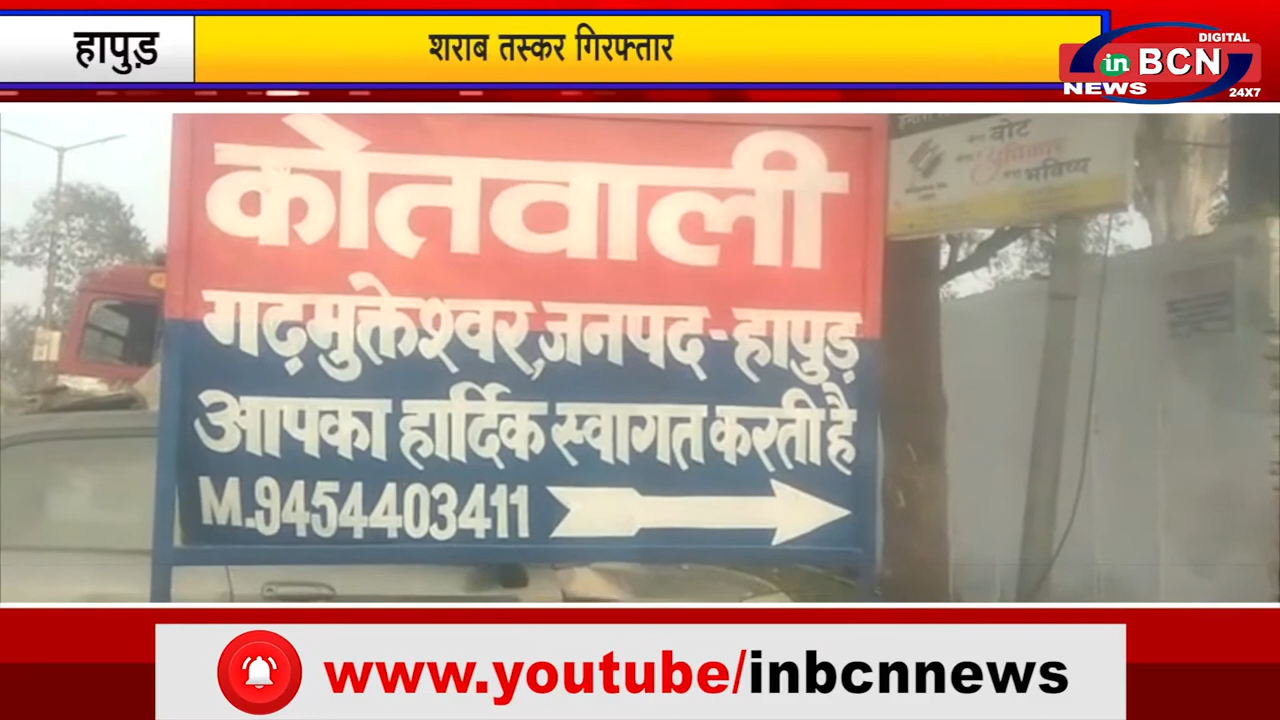 हापुड़
शराब तस्कर गिरफ्तार
DIGITAL
in BCN
NEWS
24X7
कोतवाली
गढ़मुक्तेश्वर, जनपद-हापुड़
आपका हार्दिक स्वागत करती है
M.9454403411
वोट
भविष्य
www.youtube/inbcnnews